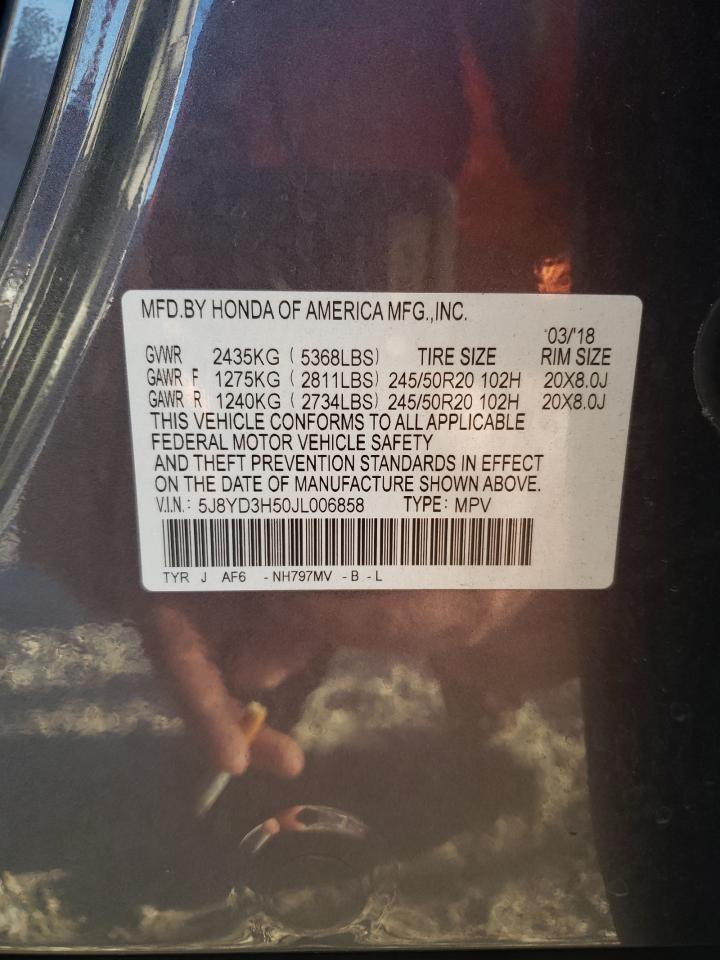 MFD.BY HONDA OF AMERICA MFG.,INC.
03/'18
GVWR 2435KG ( 5368LBS) TIRE SIZE RIM SIZE
GAWR F 1275KG ( 2811LBS) 245/50R20 102H 20X8.0J
GAWR R 1240KG ( 2734LBS) 245/50R20 102H 20X8.0J
THIS VEHICLE CONFORMS TO ALL APPLICABLE
FEDERAL MOTOR VEHICLE SAFETY
AND THEFT PREVENTION STANDARDS IN EFFECT
ON THE DATE OF MANUFACTURE SHOWN ABOVE.
V.I.N.: 5J8YD3H50JL006858 TYPE: MPV
TYR J AF6 -NH797MV -B -L